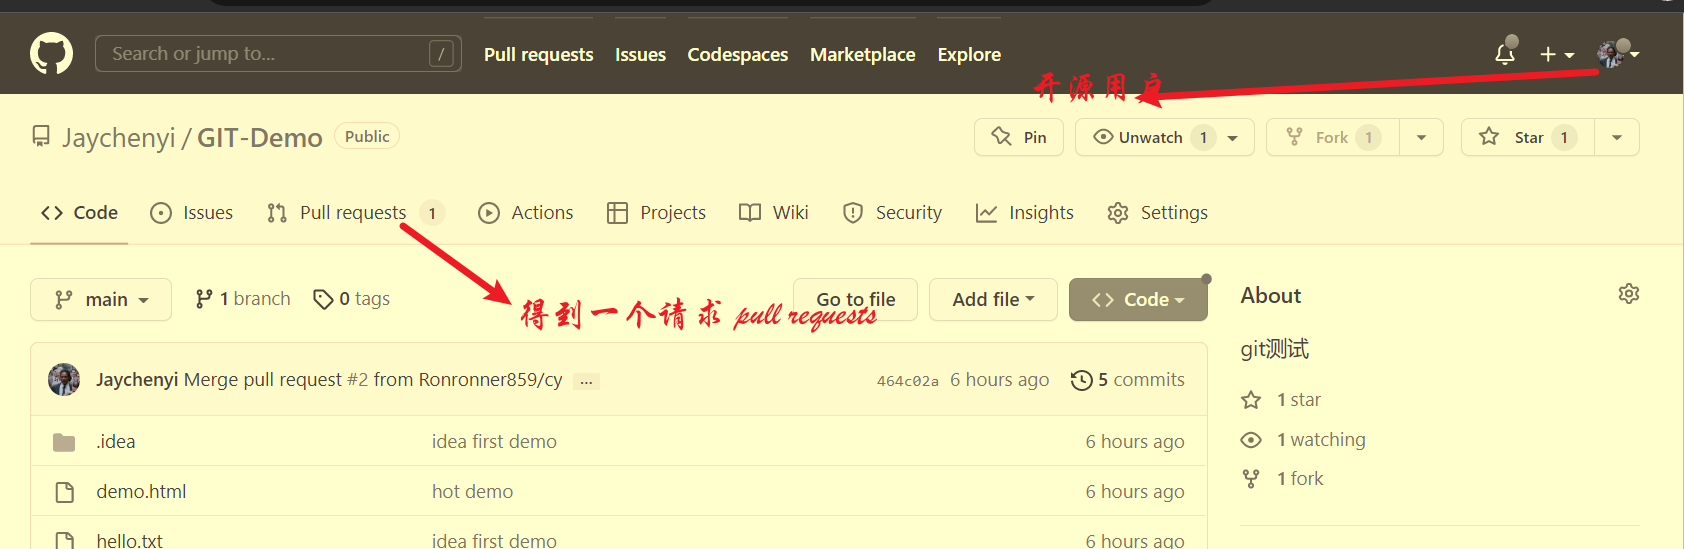 Search or jump to... / Pull requests Issues Codespaces Marketplace Explore
开源用户
Jaychenyi / GIT-Demo Public Pin Unwatch 1 Fork 1 Star 1
Code Issues Pull requests 1 Actions Projects Wiki Security Insights Settings
main 1 branch 0 tags Go to file Add file Code About
得到一个请求 pull requests
git测试
Jaychenyi Merge pull request #2 from Ronronner859/cy ... 464c02a 6 hours ago 5 commits
1 star
.idea idea first demo 6 hours ago
1 watching
demo.html hot demo 6 hours ago
1 fork
hello.txt idea first demo 6 hours ago